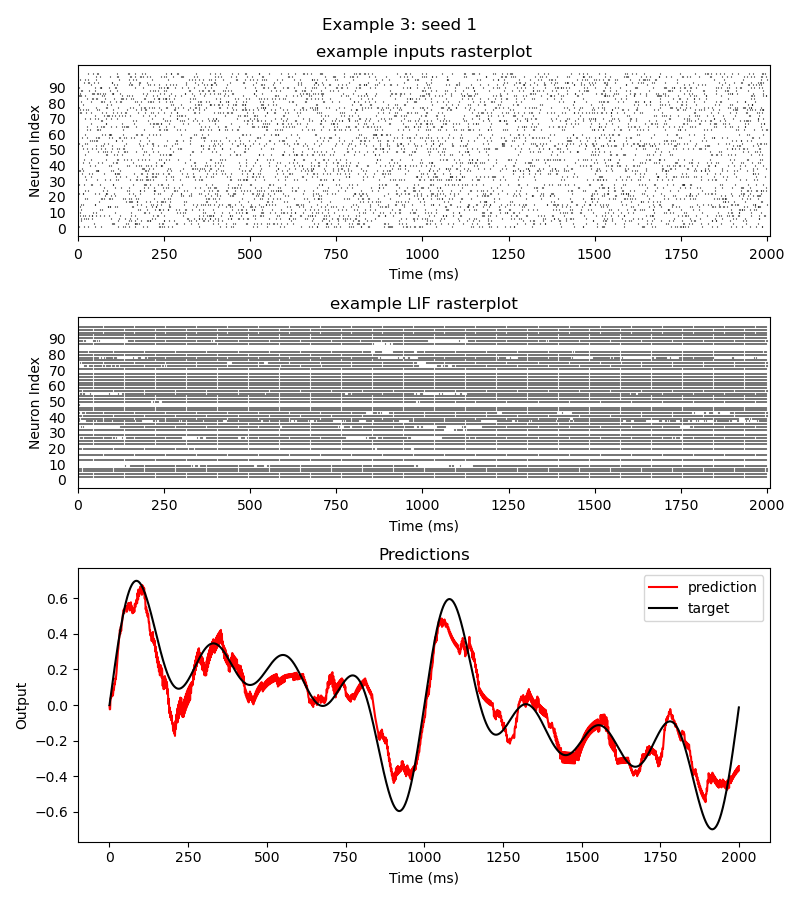 Example 3: seed 1
example inputs rasterplot
Neuron Index
90
80
70
60
50
40
30
20
10
0
0 250 500 750 1000 1250 1500 1750 2000
Time (ms)
example LIF rasterplot
Neuron Index
90
80
70
60
50
40
30
20
10
0
0 250 500 750 1000 1250 1500 1750 2000
Time (ms)
Predictions
prediction
target
Output
0.6
0.4
0.2
0.0
−0.2
−0.4
−0.6
0 250 500 750 1000 1250 1500 1750 2000
Time (ms)